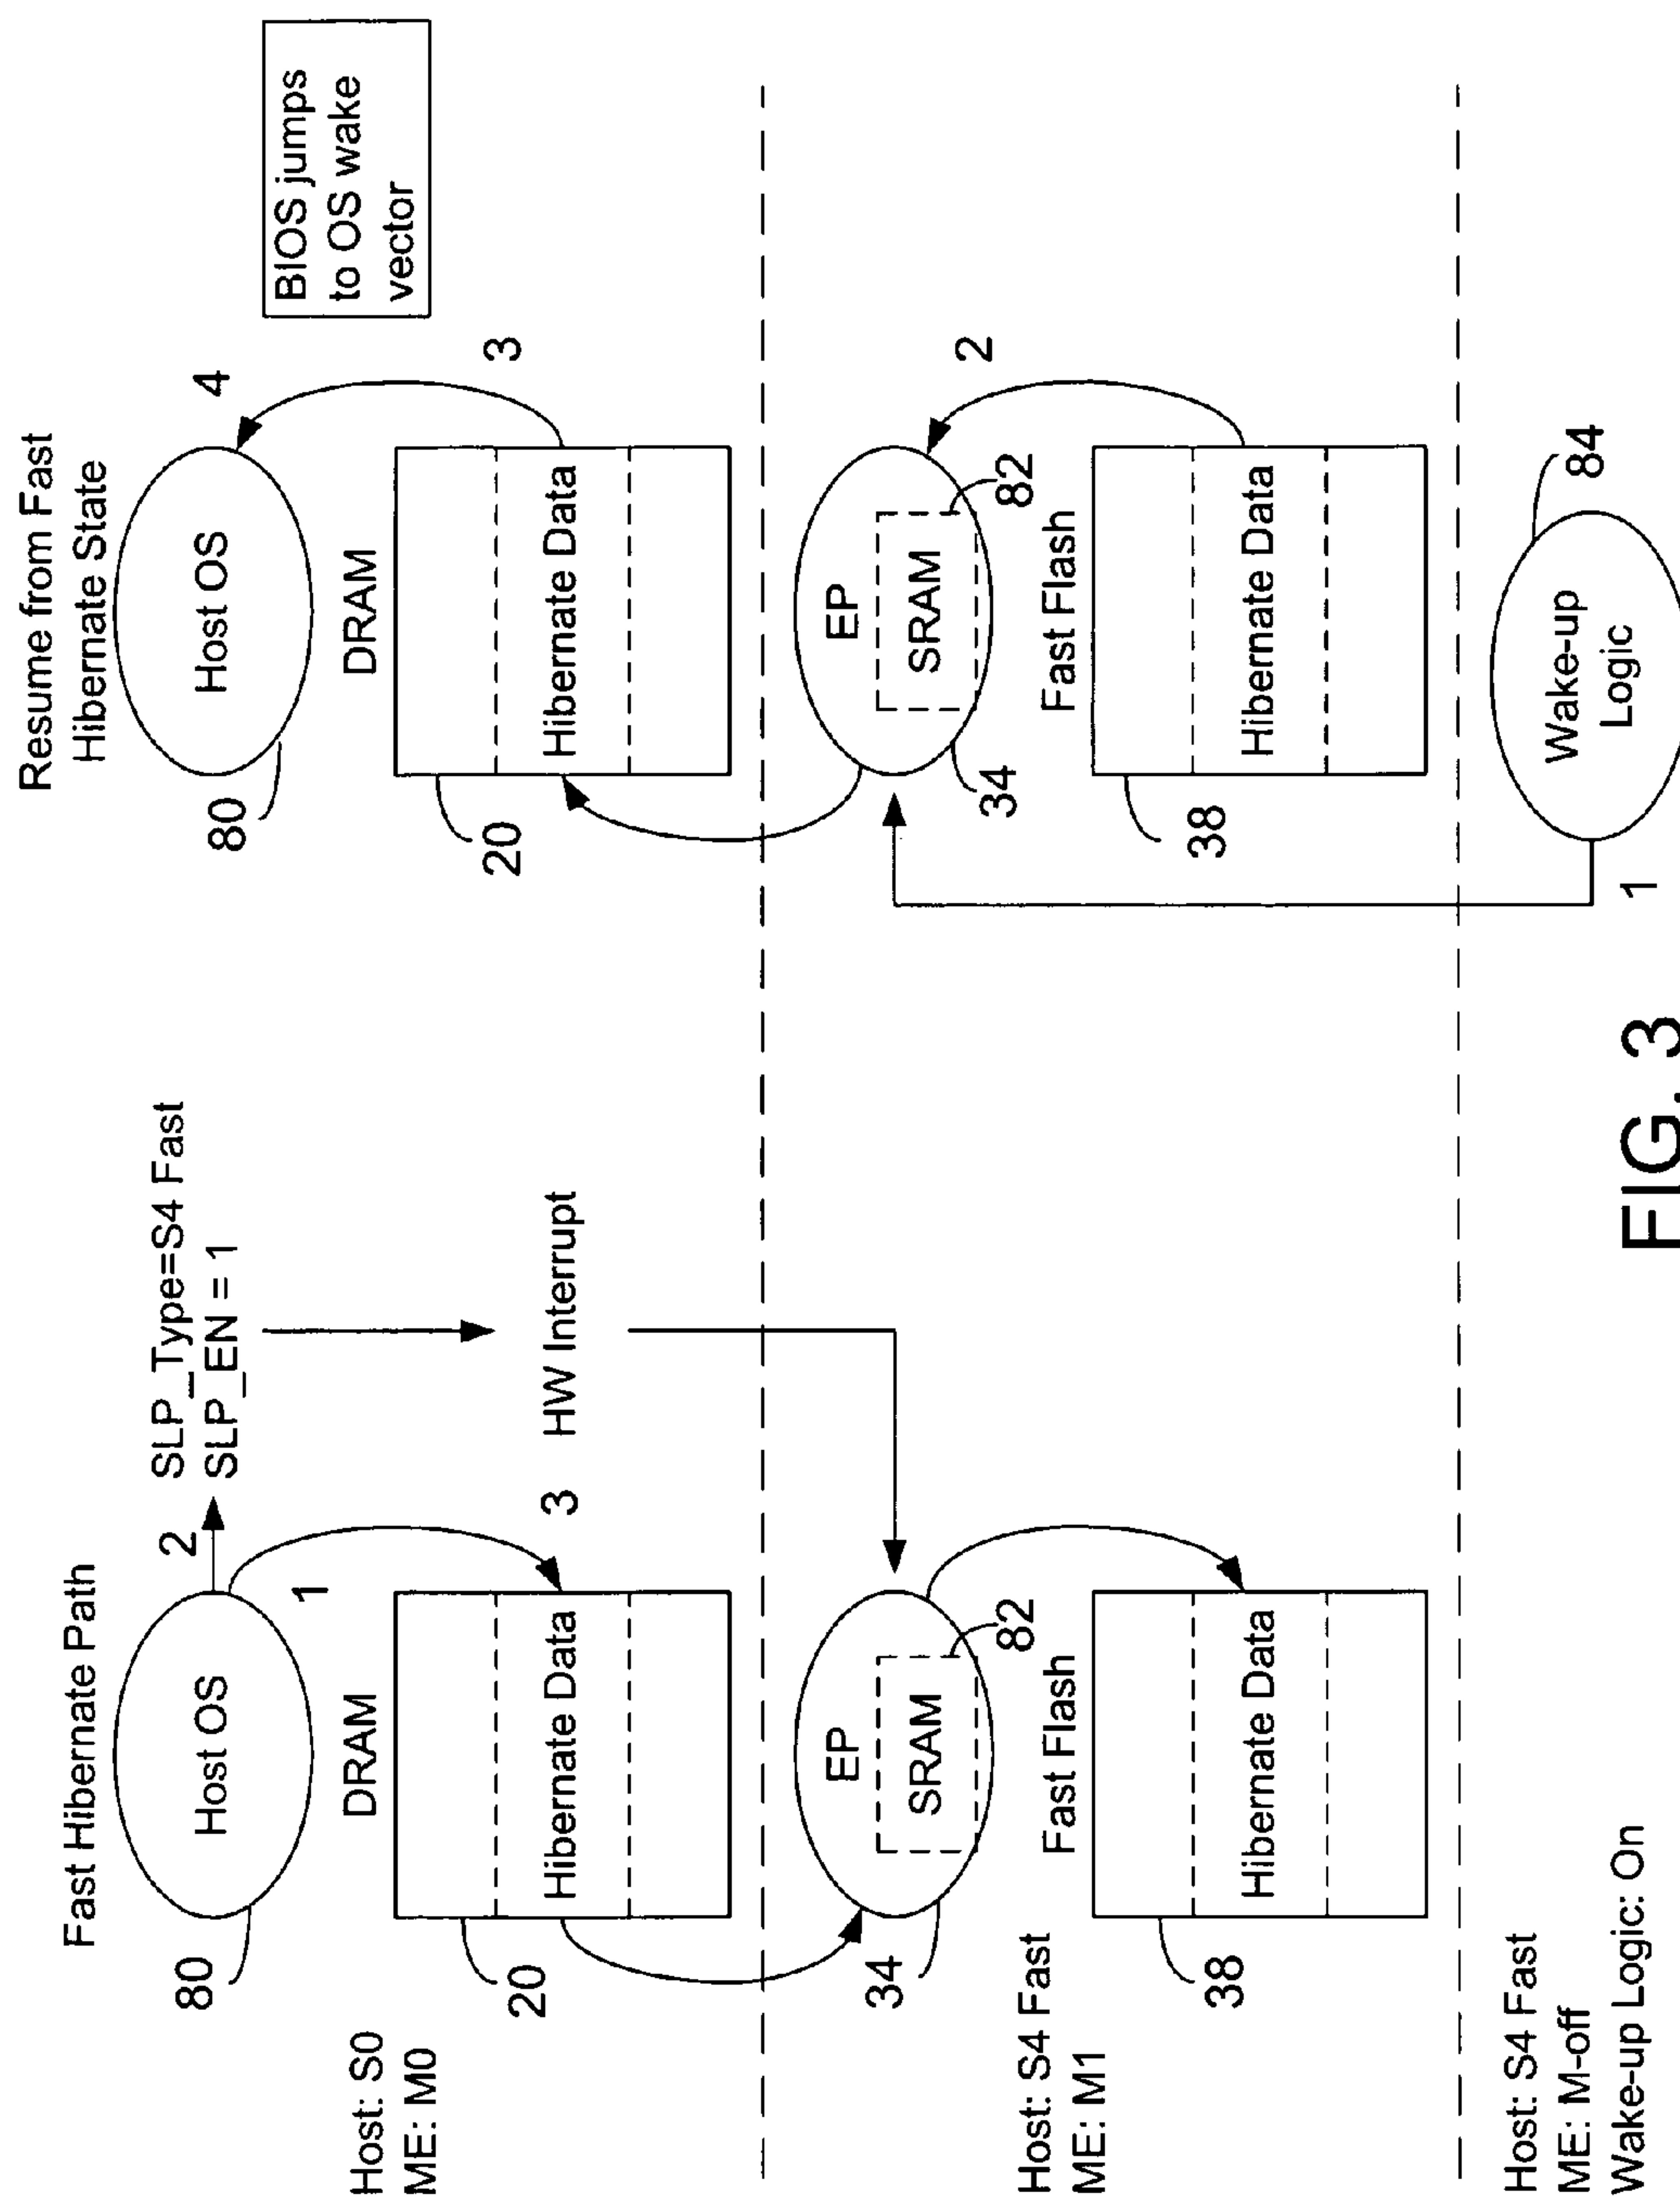 Fast Hibernate Path
Host OS
80
2
SLP_Type=S4 Fast
SLP_EN = 1
1
DRAM
Hibernate Data
20
3
HW Interrupt
Host: S0
ME: M0
EP
SRAM
82
34
Fast Flash
Hibernate Data
38
Host: S4 Fast
ME: M1
Host: S4 Fast
ME: M-off
Wake-up Logic: On
Resume from Fast
Hibernate State
Host OS
80
4
BIOS jumps
to OS wake
vector
DRAM
Hibernate Data
20
3
EP
SRAM
82
34
2
Fast Flash
Hibernate Data
38
Wake-up
Logic
84
1
FIG. 3